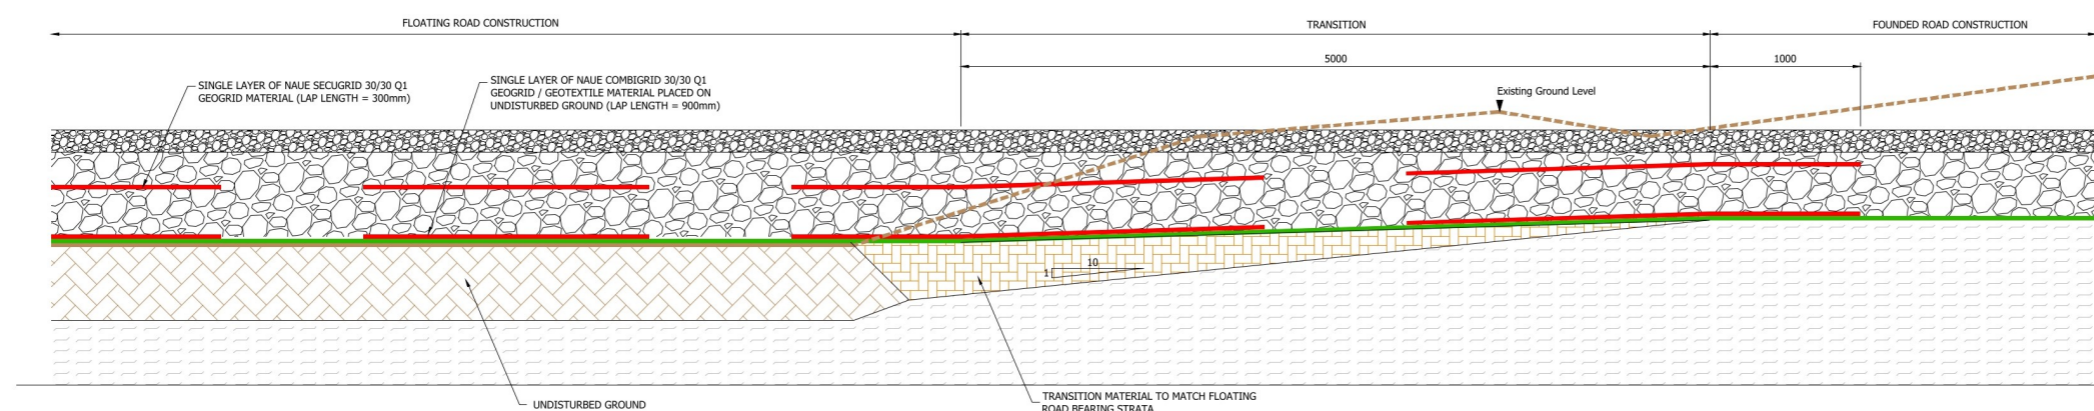 FLOATING ROAD CONSTRUCTION
TRANSITION
FOUNDED ROAD CONSTRUCTION
5000
1000
SINGLE LAYER OF NAUE SECUGRID 30/30 Q1
GEOGRID MATERIAL (LAP LENGTH = 300mm)
SINGLE LAYER OF NAUE COMBIGRID 30/30 Q1
GEOGRID / GEOTEXTILE MATERIAL PLACED ON
UNDISTURBED GROUND (LAP LENGTH = 900mm)
Existing Ground Level
10
1
UNDISTURBED GROUND
TRANSITION MATERIAL TO MATCH FLOATING
ROAD BEARING STRATA